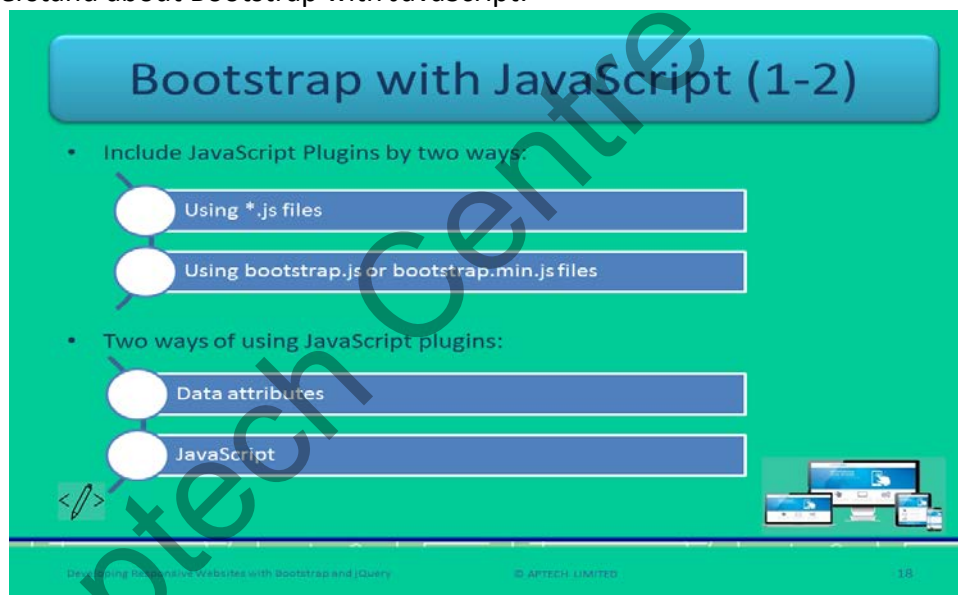 erstand about Bootstrap with JavaScript.
Bootstrap with JavaScript (1-2)
• Include JavaScript Plugins by two ways:
Using *.js files
Using bootstrap.js or bootstrap.min.js files
• Two ways of using JavaScript plugins:
Data attributes
JavaScript
</>
Developing Responsive Websites with Bootstrap and jQuery
© APTECH LIMITED
18
ptech Centre